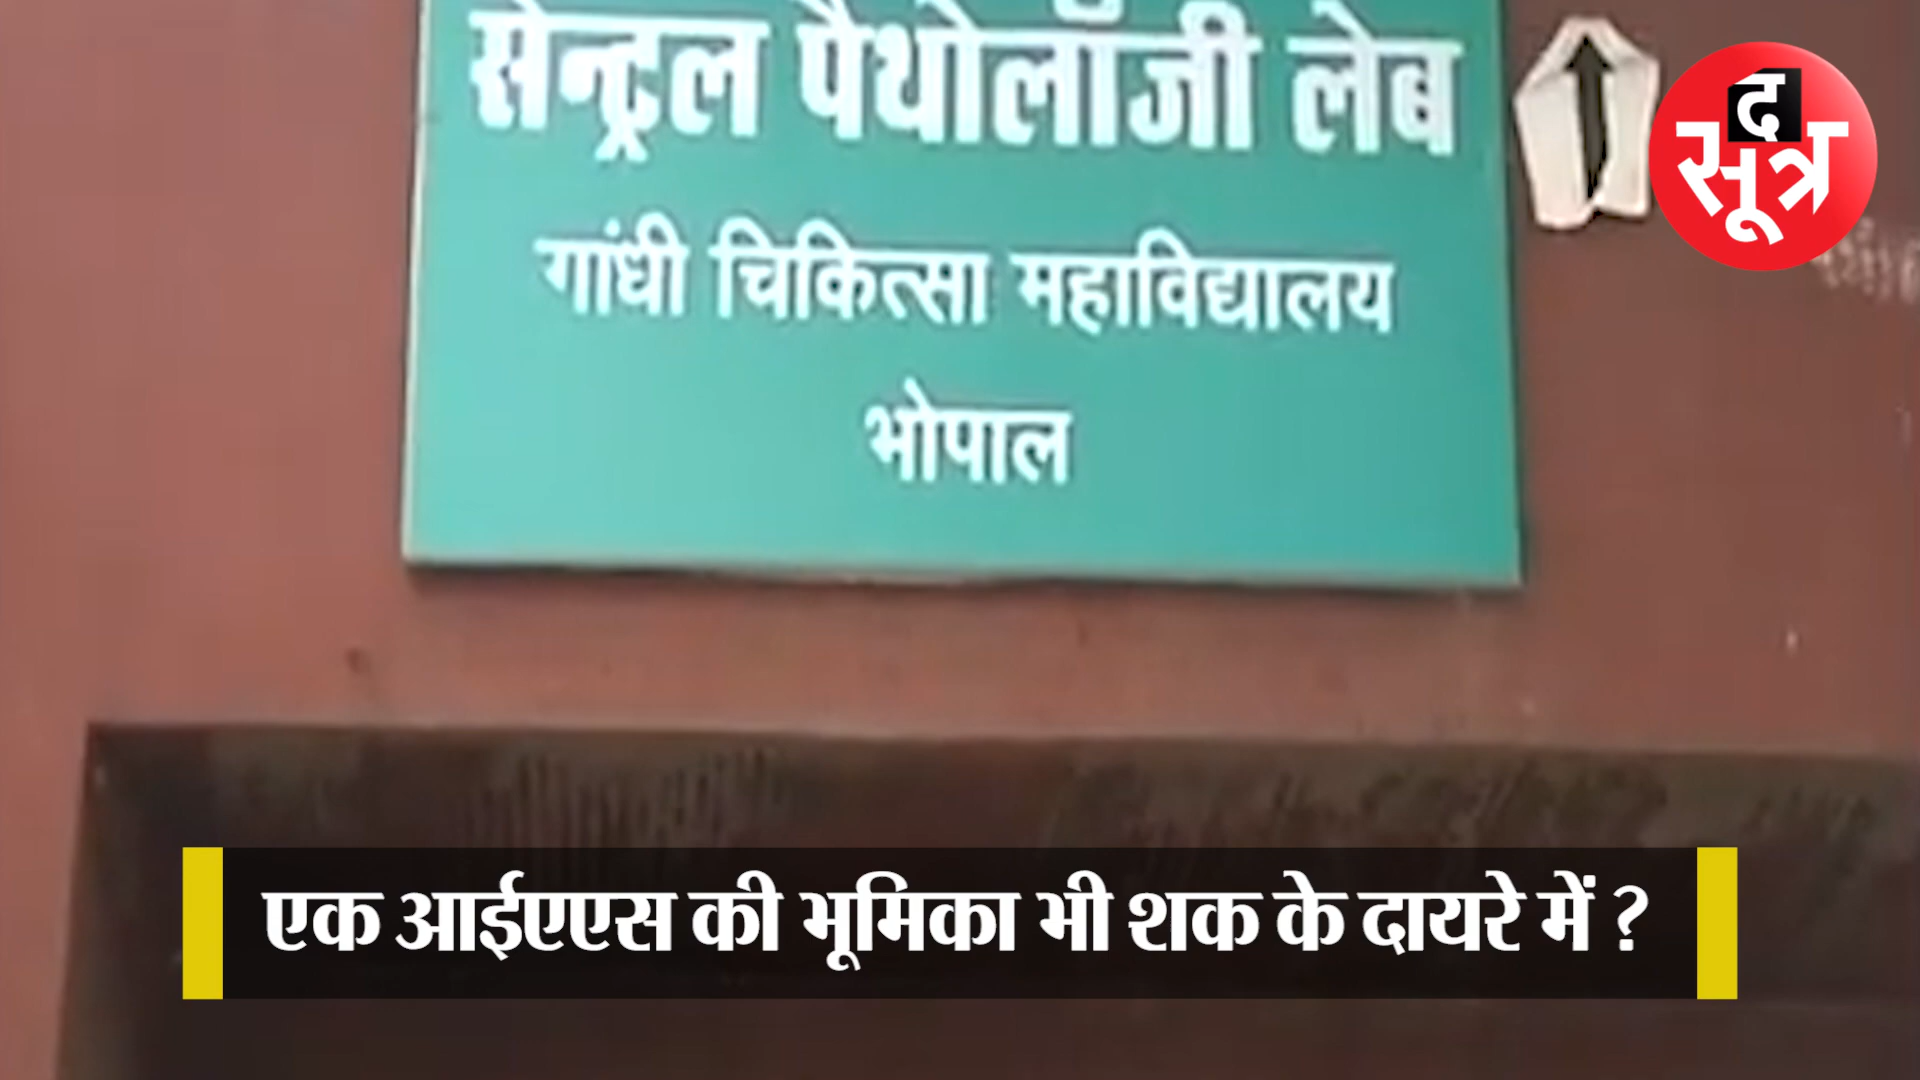 सेन्ट्रल पैथोलॉजी लेब
गांधी चिकित्सा महाविद्यालय
भोपाल
द
सूत्र
एक आईएएस की भूमिका भी शक के दायरे में ?